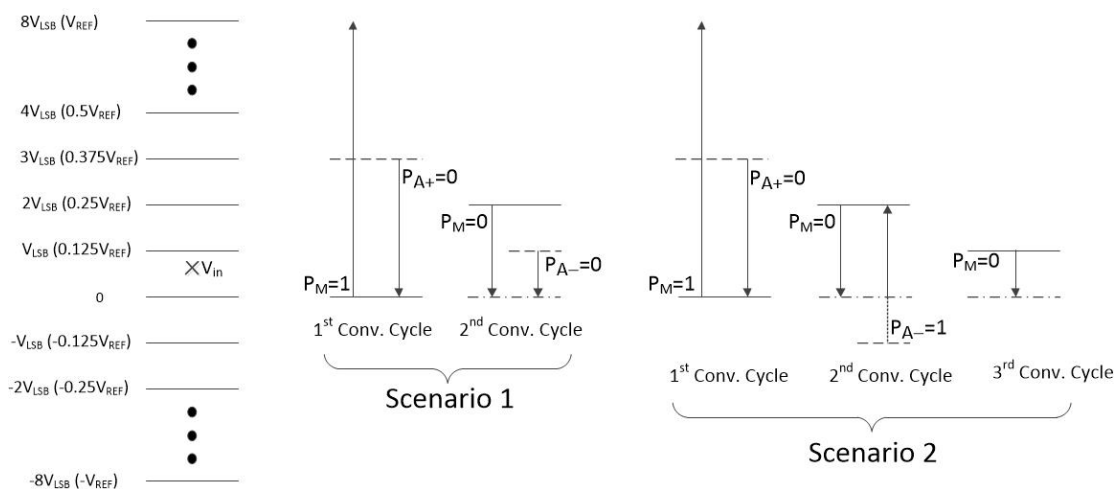 8V_LSB (V_REF)
4V_LSB (0.5V_REF)
3V_LSB (0.375V_REF)
2V_LSB (0.25V_REF)
V_LSB (0.125V_REF)
V_in
0
-V_LSB (-0.125V_REF)
-2V_LSB (-0.25V_REF)
-8V_LSB (-V_REF)
P_A+=0
P_M=0
P_A−=0
P_M=1
1st Conv. Cycle
2nd Conv. Cycle
Scenario 1
P_A+=0
P_M=0
P_M=0
P_M=1
P_A−=1
1st Conv. Cycle
2nd Conv. Cycle
3rd Conv. Cycle
Scenario 2